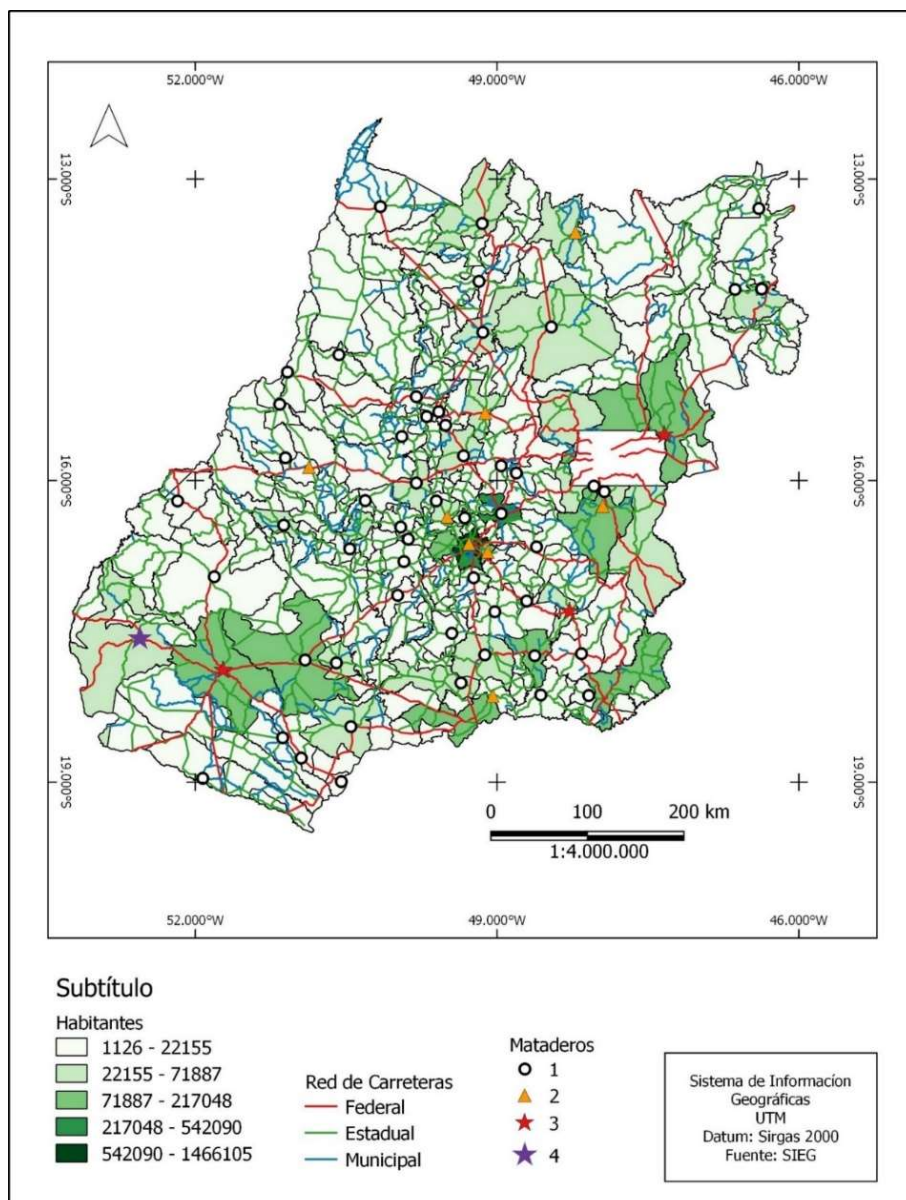 52.000°W 49.000°W 46.000°W
13.000°S 13.000°S
16.000°S 16.000°S
19.000°S 19.000°S
0 100 200 km
1:4.000.000
52.000°W 49.000°W 46.000°W
Subtítulo
Habitantes
1126 - 22155
22155 - 71887
71887 - 217048
217048 - 542090
542090 - 1466105
Red de Carreteras
Federal
Estadual
Municipal
Mataderos
1
2
3
4
Sistema de Informacíon
Geográficas
UTM
Datum: Sirgas 2000
Fuente: SIEG